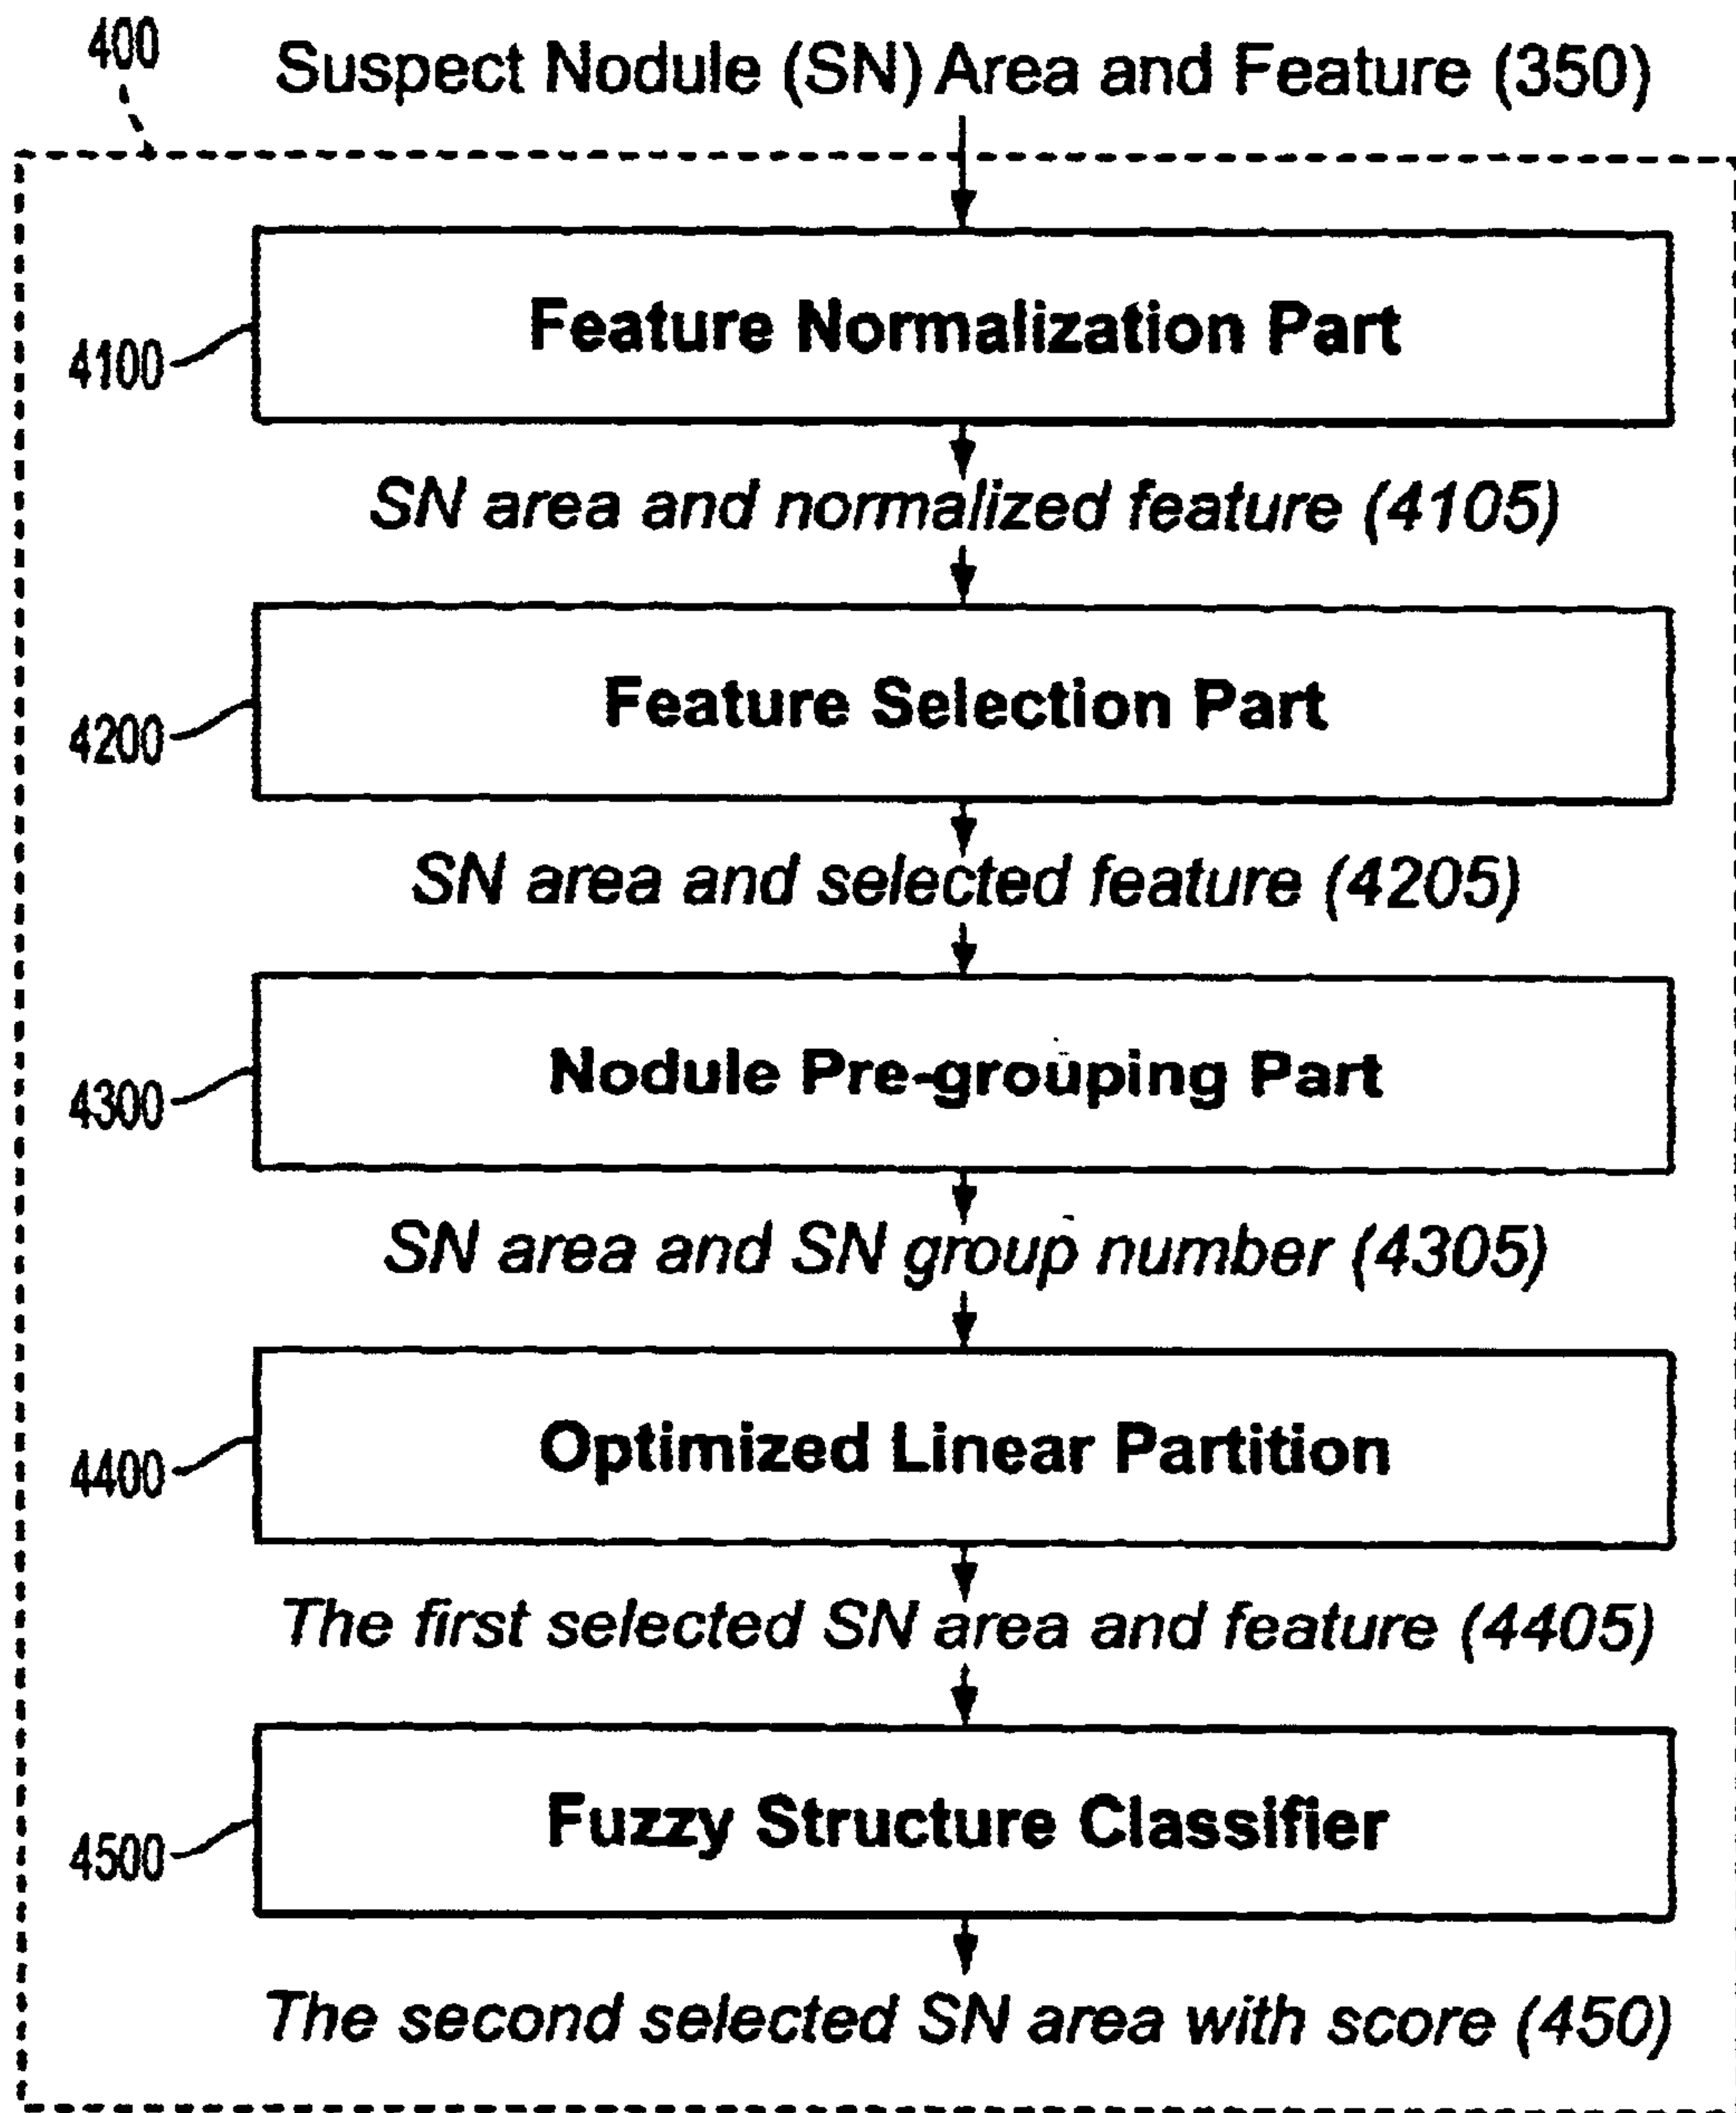 400
Suspect Nodule (SN) Area and Feature (350)
Feature Normalization Part
4100
SN area and normalized feature (4105)
Feature Selection Part
4200
SN area and selected feature (4205)
Nodule Pre-grouping Part
4300
SN area and SN group number (4305)
Optimized Linear Partition
4400
The first selected SN area and feature (4405)
Fuzzy Structure Classifier
4500
The second selected SN area with score (450)